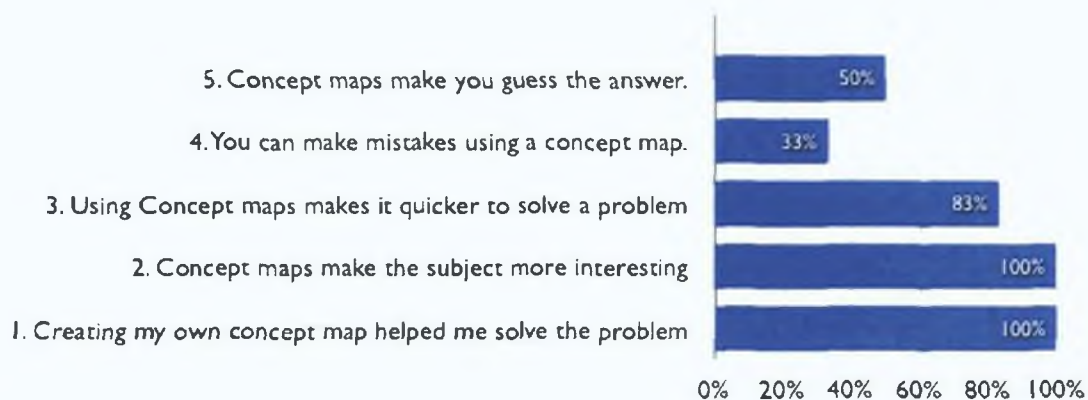 5. Concept maps make you guess the answer.
50%
4. You can make mistakes using a concept map.
33%
3. Using Concept maps makes it quicker to solve a problem
83%
2. Concept maps make the subject more interesting
100%
1. Creating my own concept map helped me solve the problem
100%
0% 20% 40% 60% 80% 100%